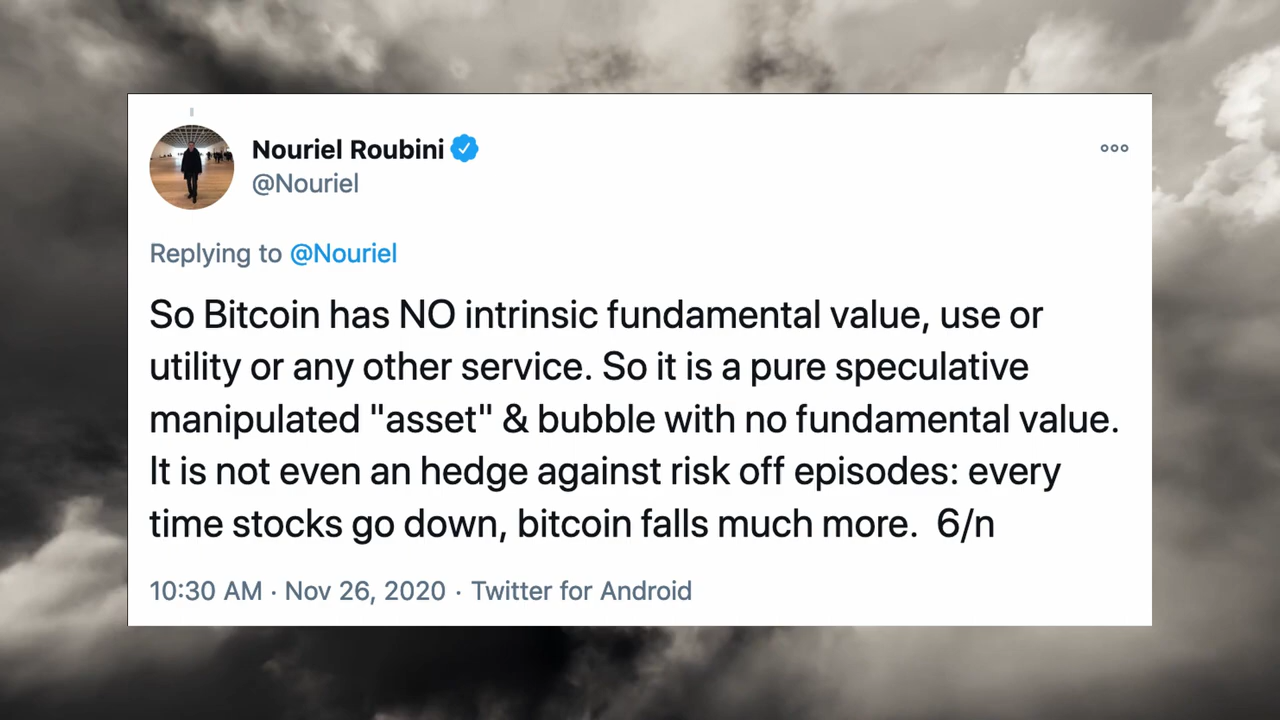 Nouriel Roubini
@Nouriel
Replying to @Nouriel
So Bitcoin has NO intrinsic fundamental value, use or
utility or any other service. So it is a pure speculative
manipulated "asset" & bubble with no fundamental value.
It is not even an hedge against risk off episodes: every
time stocks go down, bitcoin falls much more.  6/n
10:30 AM · Nov 26, 2020 · Twitter for Android